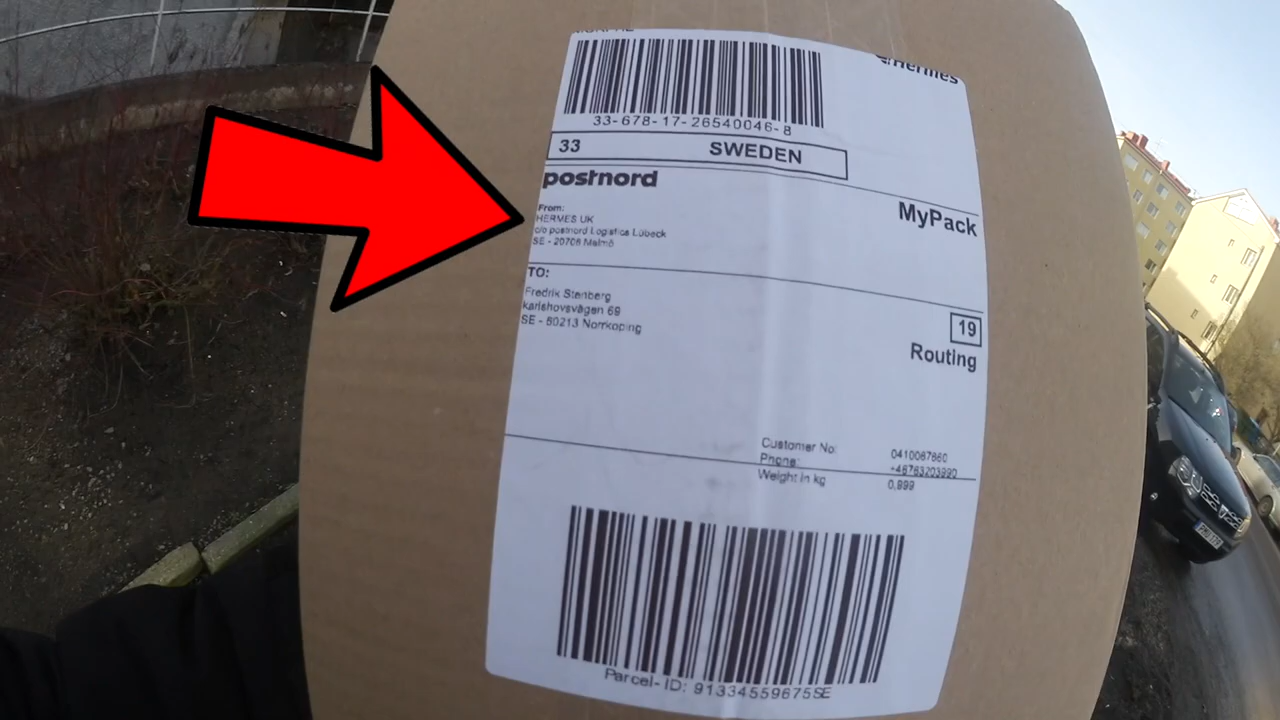 Hermes
33-678-17-26540046-8
33 SWEDEN
postnord
MyPack
From:
HERMES UK
c/o postnord Logistics Lübeck
SE - 20706 Malmö
TO:
Fredrik Stenberg
karlshovsvägen 69
SE - 60213 Norrkoping
19
Routing
Customer No: 0410067860
Phone: +46763203990
Weight in kg 0,899
Parcel-ID: 91334559675SE